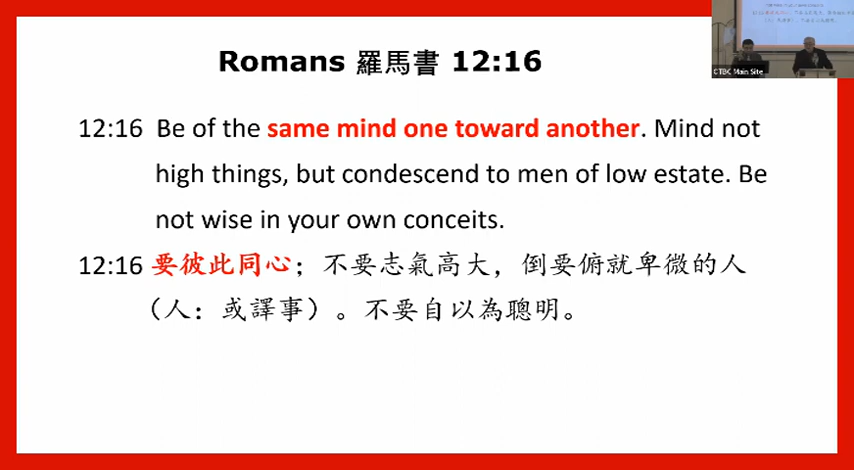 Romans 羅馬書 12:16
CTBC Main Site
12:16 Be of the same mind one toward another. Mind not
high things, but condescend to men of low estate. Be
not wise in your own conceits.
12:16 要彼此同心；不要志氣高大，倒要俯就卑微的人
（人：或譯事）。不要自以為聰明。